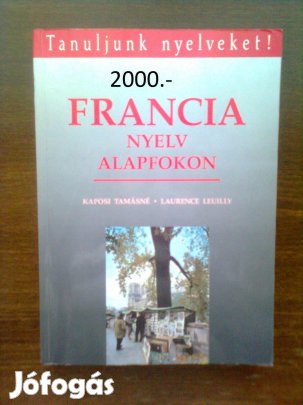 Tanuljunk nyelveket!
2000.-
FRANCIA
NYELV
ALAPFOKON
KAPOSI TAMÁSNÉ • LAURENCE LEUILLY
Jófogás